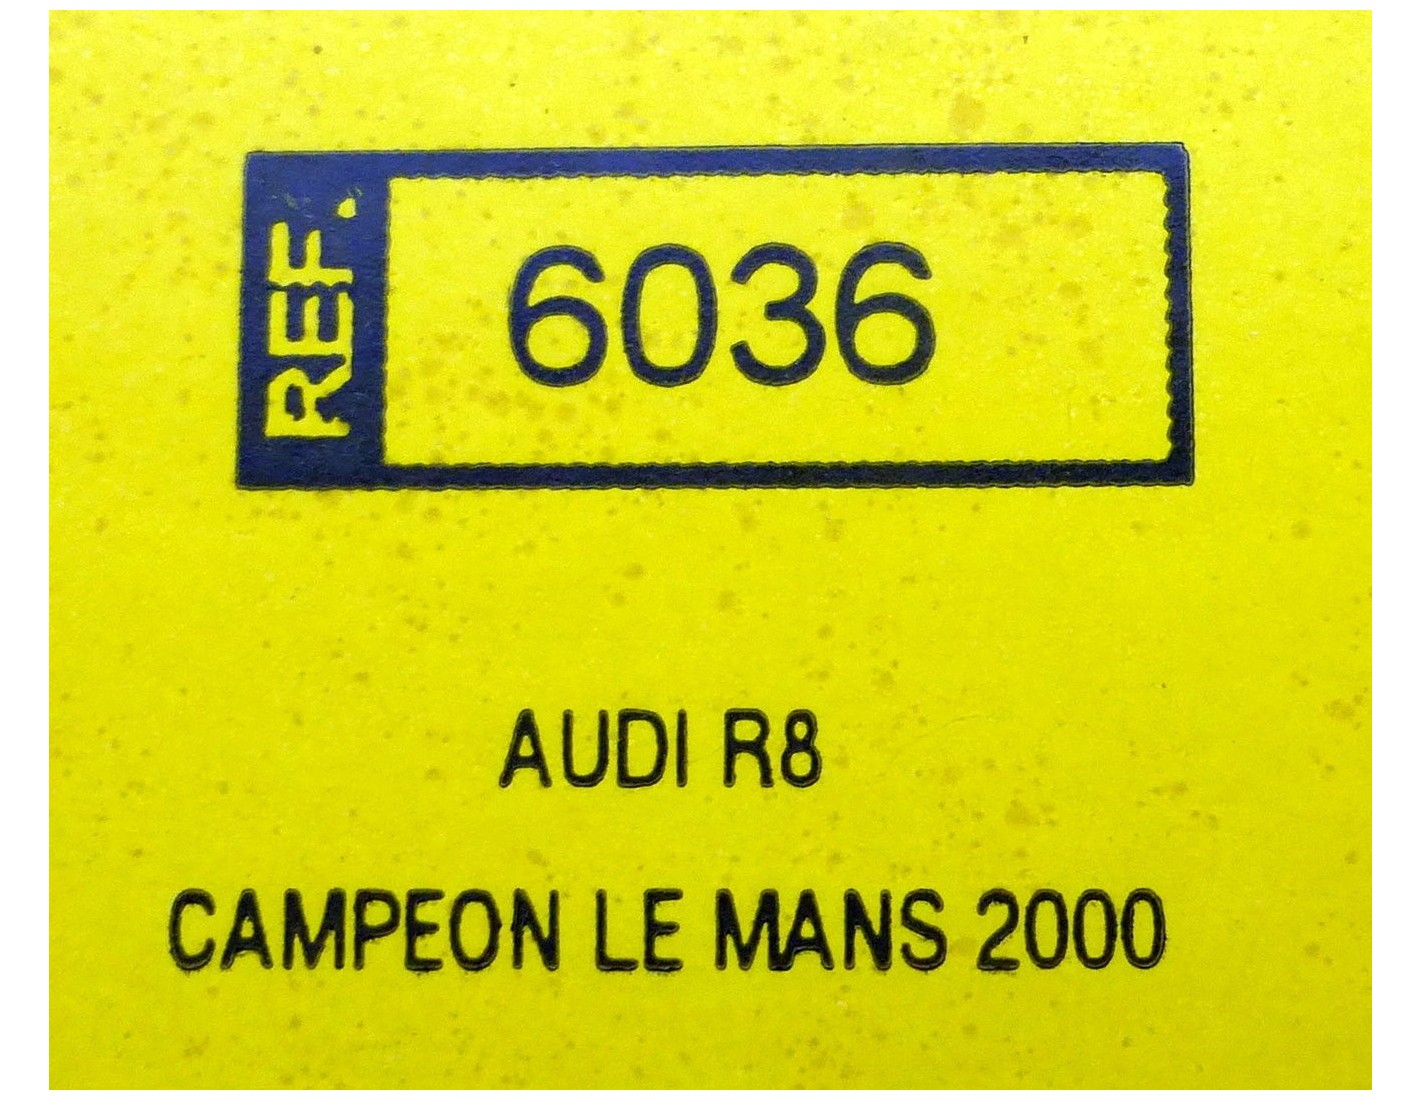 REF. 6036
AUDI R8
CAMPEON LE MANS 2000